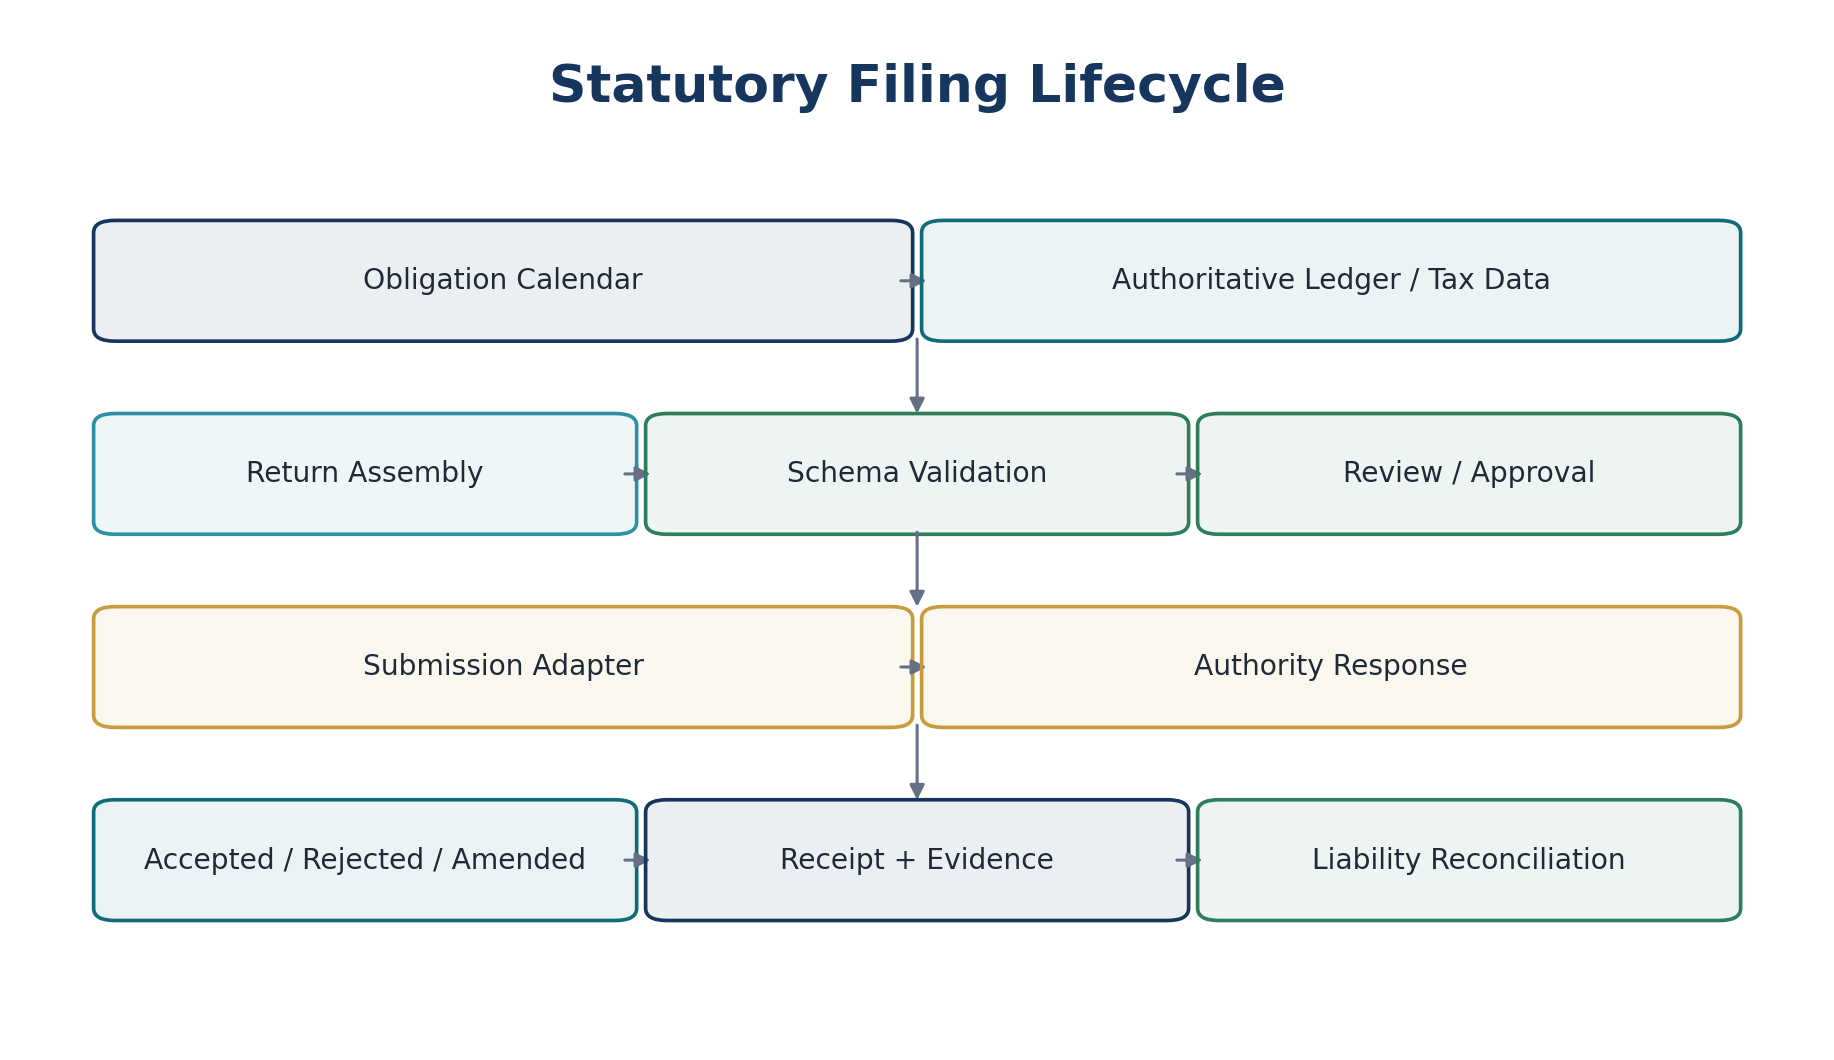 Statutory Filing Lifecycle
Obligation Calendar
Authoritative Ledger / Tax Data
Return Assembly
Schema Validation
Review / Approval
Submission Adapter
Authority Response
Accepted / Rejected / Amended
Receipt + Evidence
Liability Reconciliation